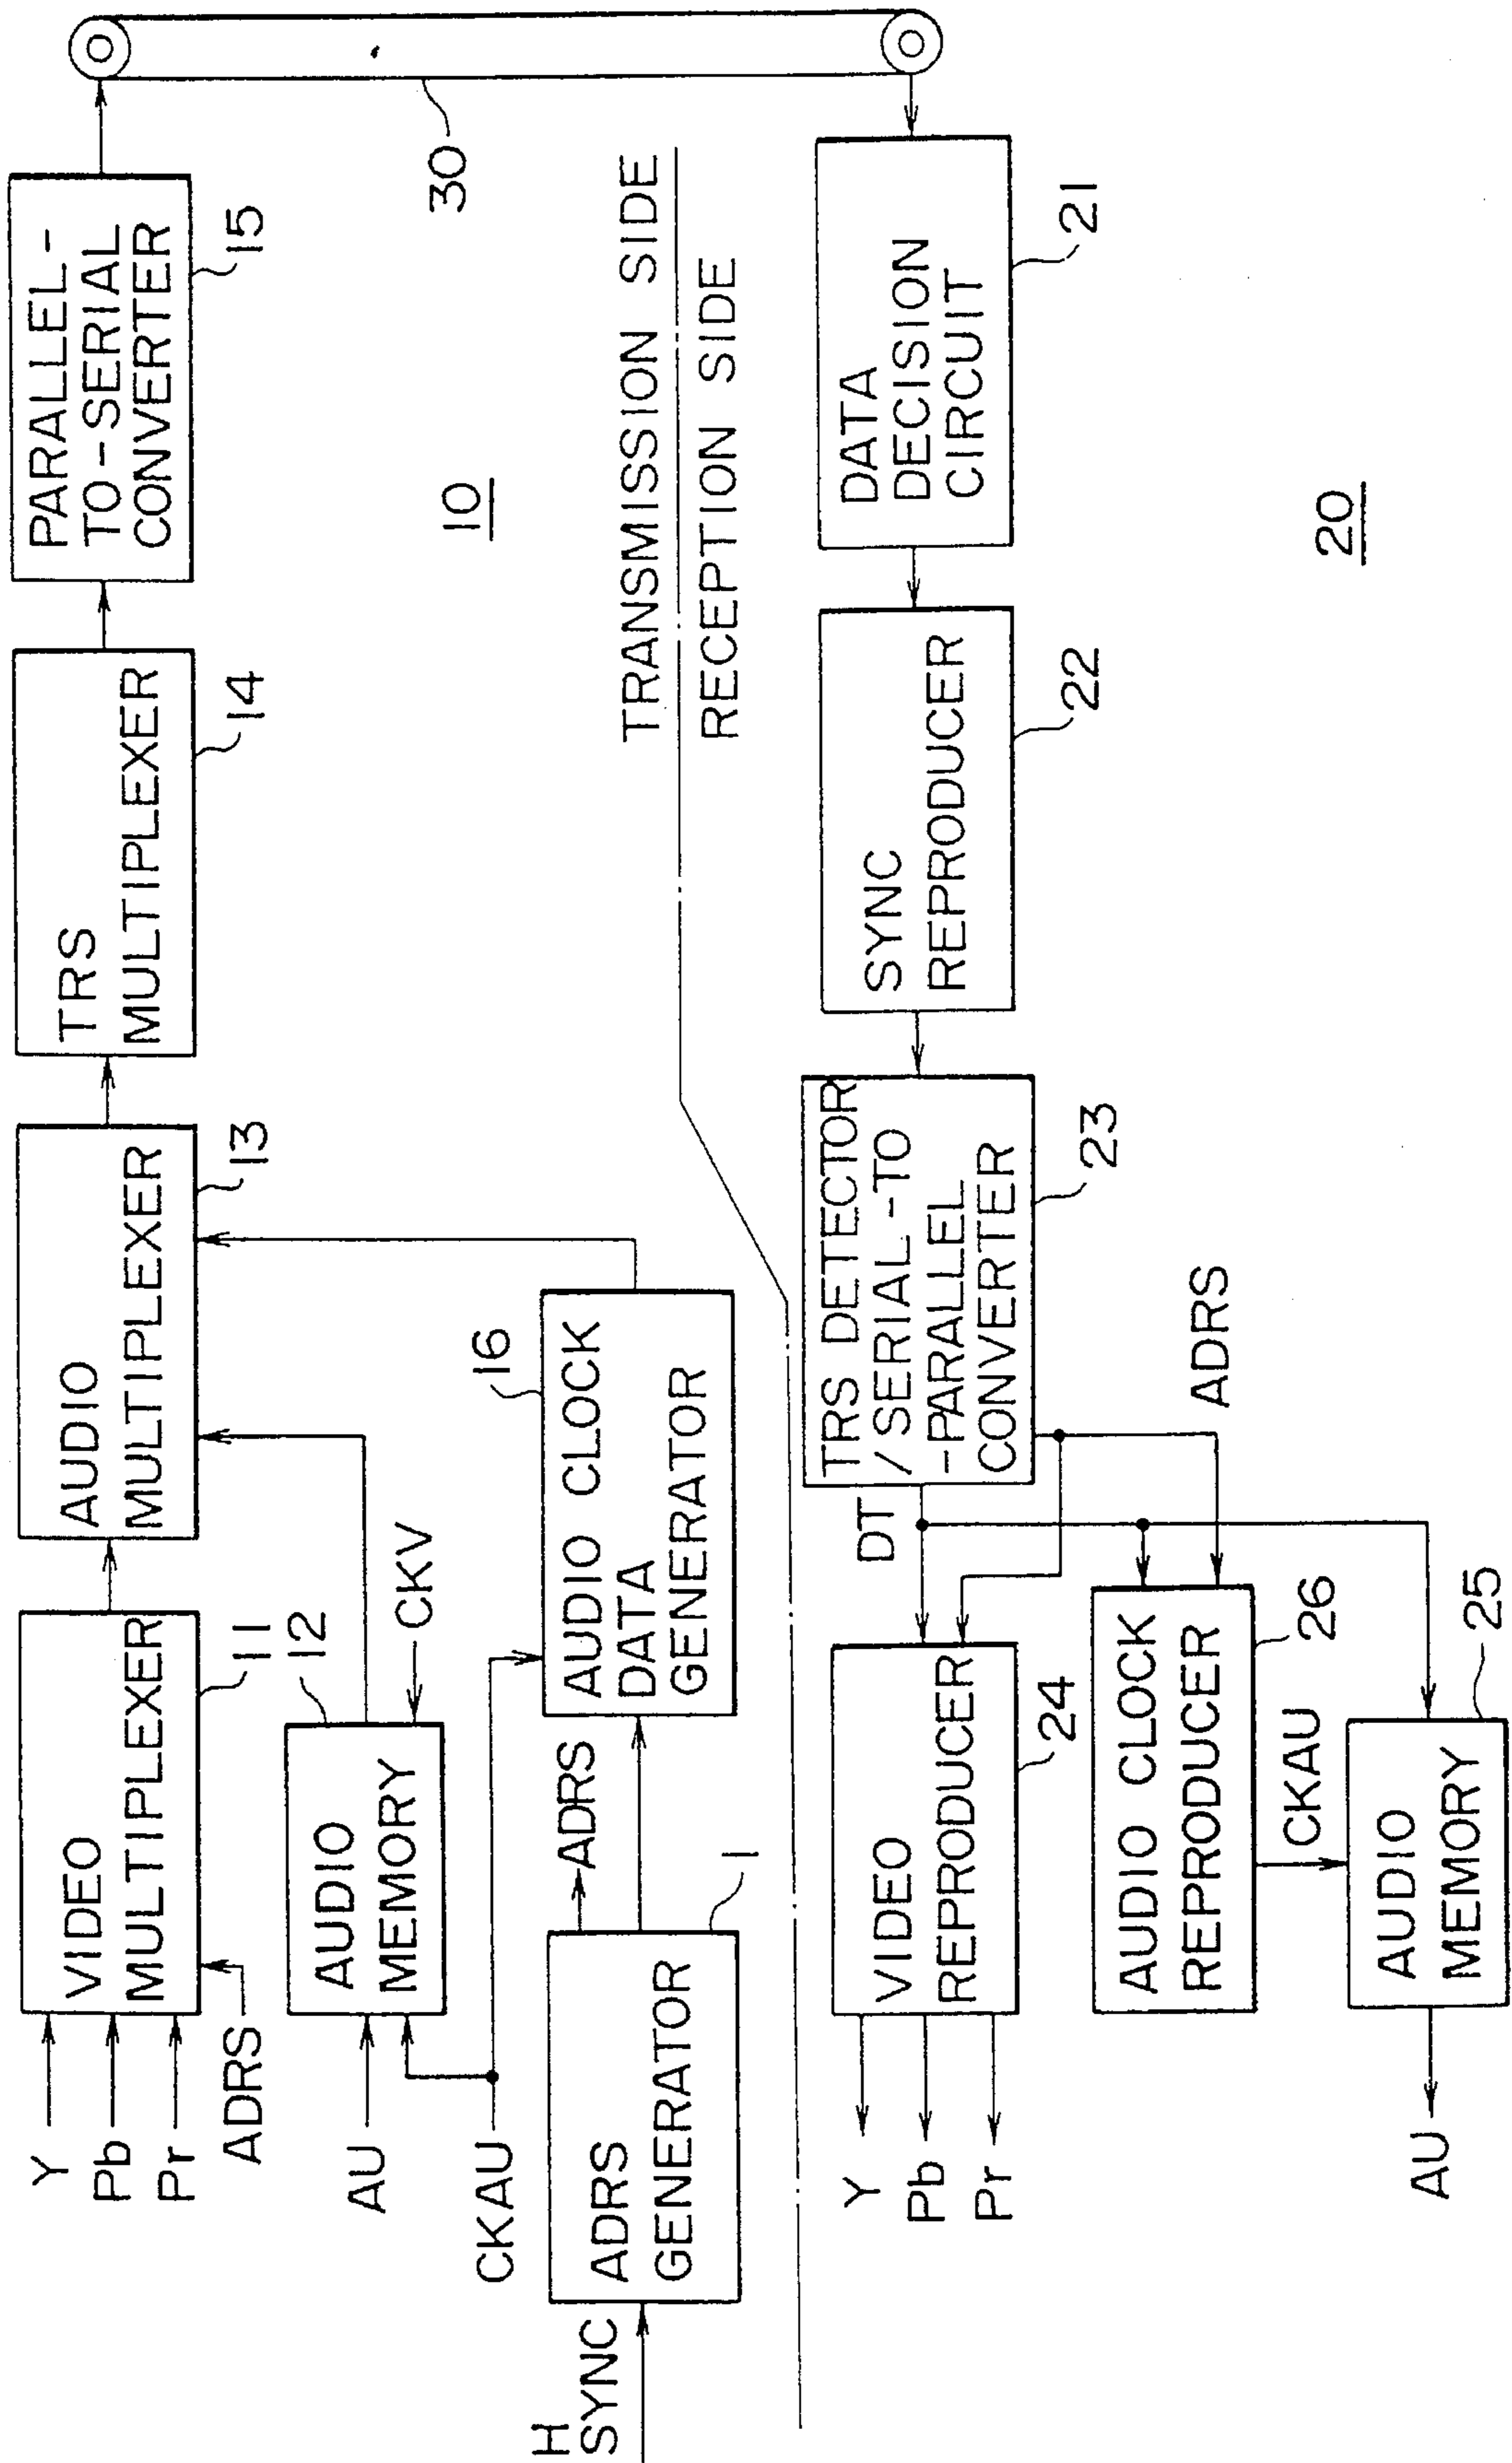 Y
Pb
Pr
ADRS
VIDEO
MULTIPLEXER
11
AUDIO
MULTIPLEXER
13
TRS
MULTIPLEXER
14
PARALLEL-
TO-SERIAL
CONVERTER
15
AU
AUDIO
MEMORY
12
CKV
CKAU
10
30
H
SYNC
ADRS
GENERATOR
1
ADRS
AUDIO CLOCK
DATA
GENERATOR
16
TRANSMISSION SIDE
RECEPTION SIDE
Y
Pb
Pr
VIDEO
REPRODUCER
24
DT
TRS DETECTOR
/SERIAL-TO
-PARALLEL
CONVERTER
23
SYNC
REPRODUCER
22
DATA
DECISION
CIRCUIT
21
AUDIO CLOCK
REPRODUCER
26
ADRS
CKAU
20
AU
AUDIO
MEMORY
25